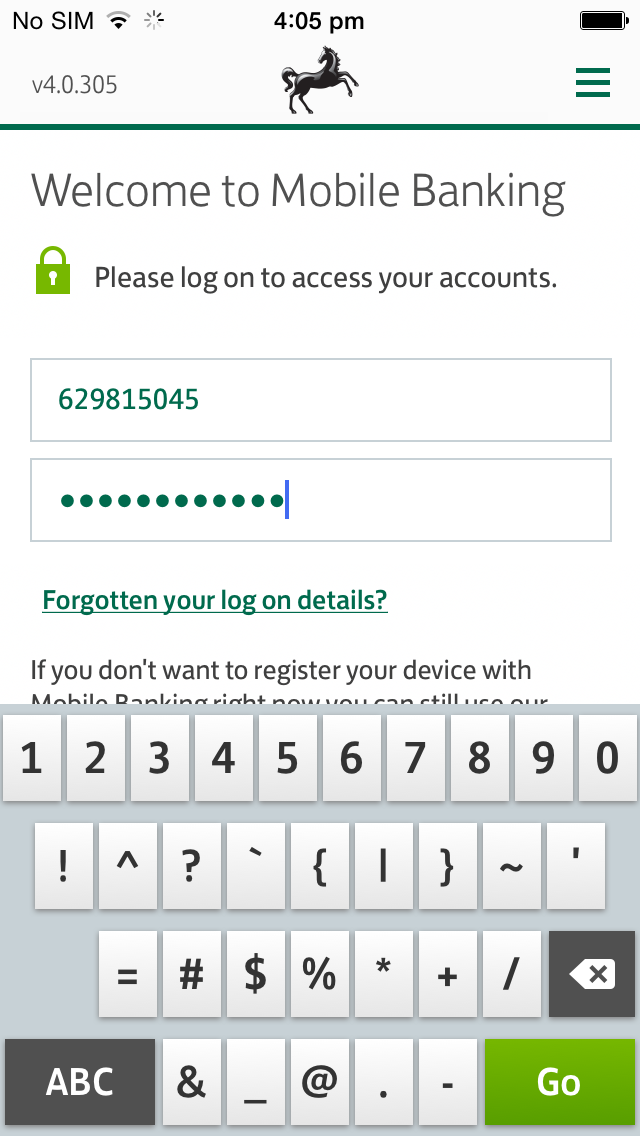 No SIM 4:05 pm
v4.0.305
Welcome to Mobile Banking
Please log on to access your accounts.
629815045
••••••••••••
Forgotten your log on details?
If you don't want to register your device with
Mobile Banking right now you can still use our
1 2 3 4 5 6 7 8 9 0
! ^ ? ` { | } ~ '
= # $ % * + /
ABC & _ @ . - Go